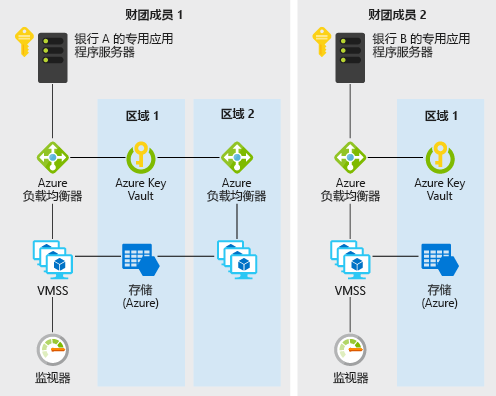 财团成员 1
银行 A 的专用应用
程序服务器
区域 1
区域 2
Azure
负载均衡器
Azure Key
Vault
Azure
负载均衡器
VMSS
存储
(Azure)
监视器
财团成员 2
银行 B 的专用应用
程序服务器
区域 1
Azure
负载均衡器
Azure Key
Vault
VMSS
存储
(Azure)
监视器